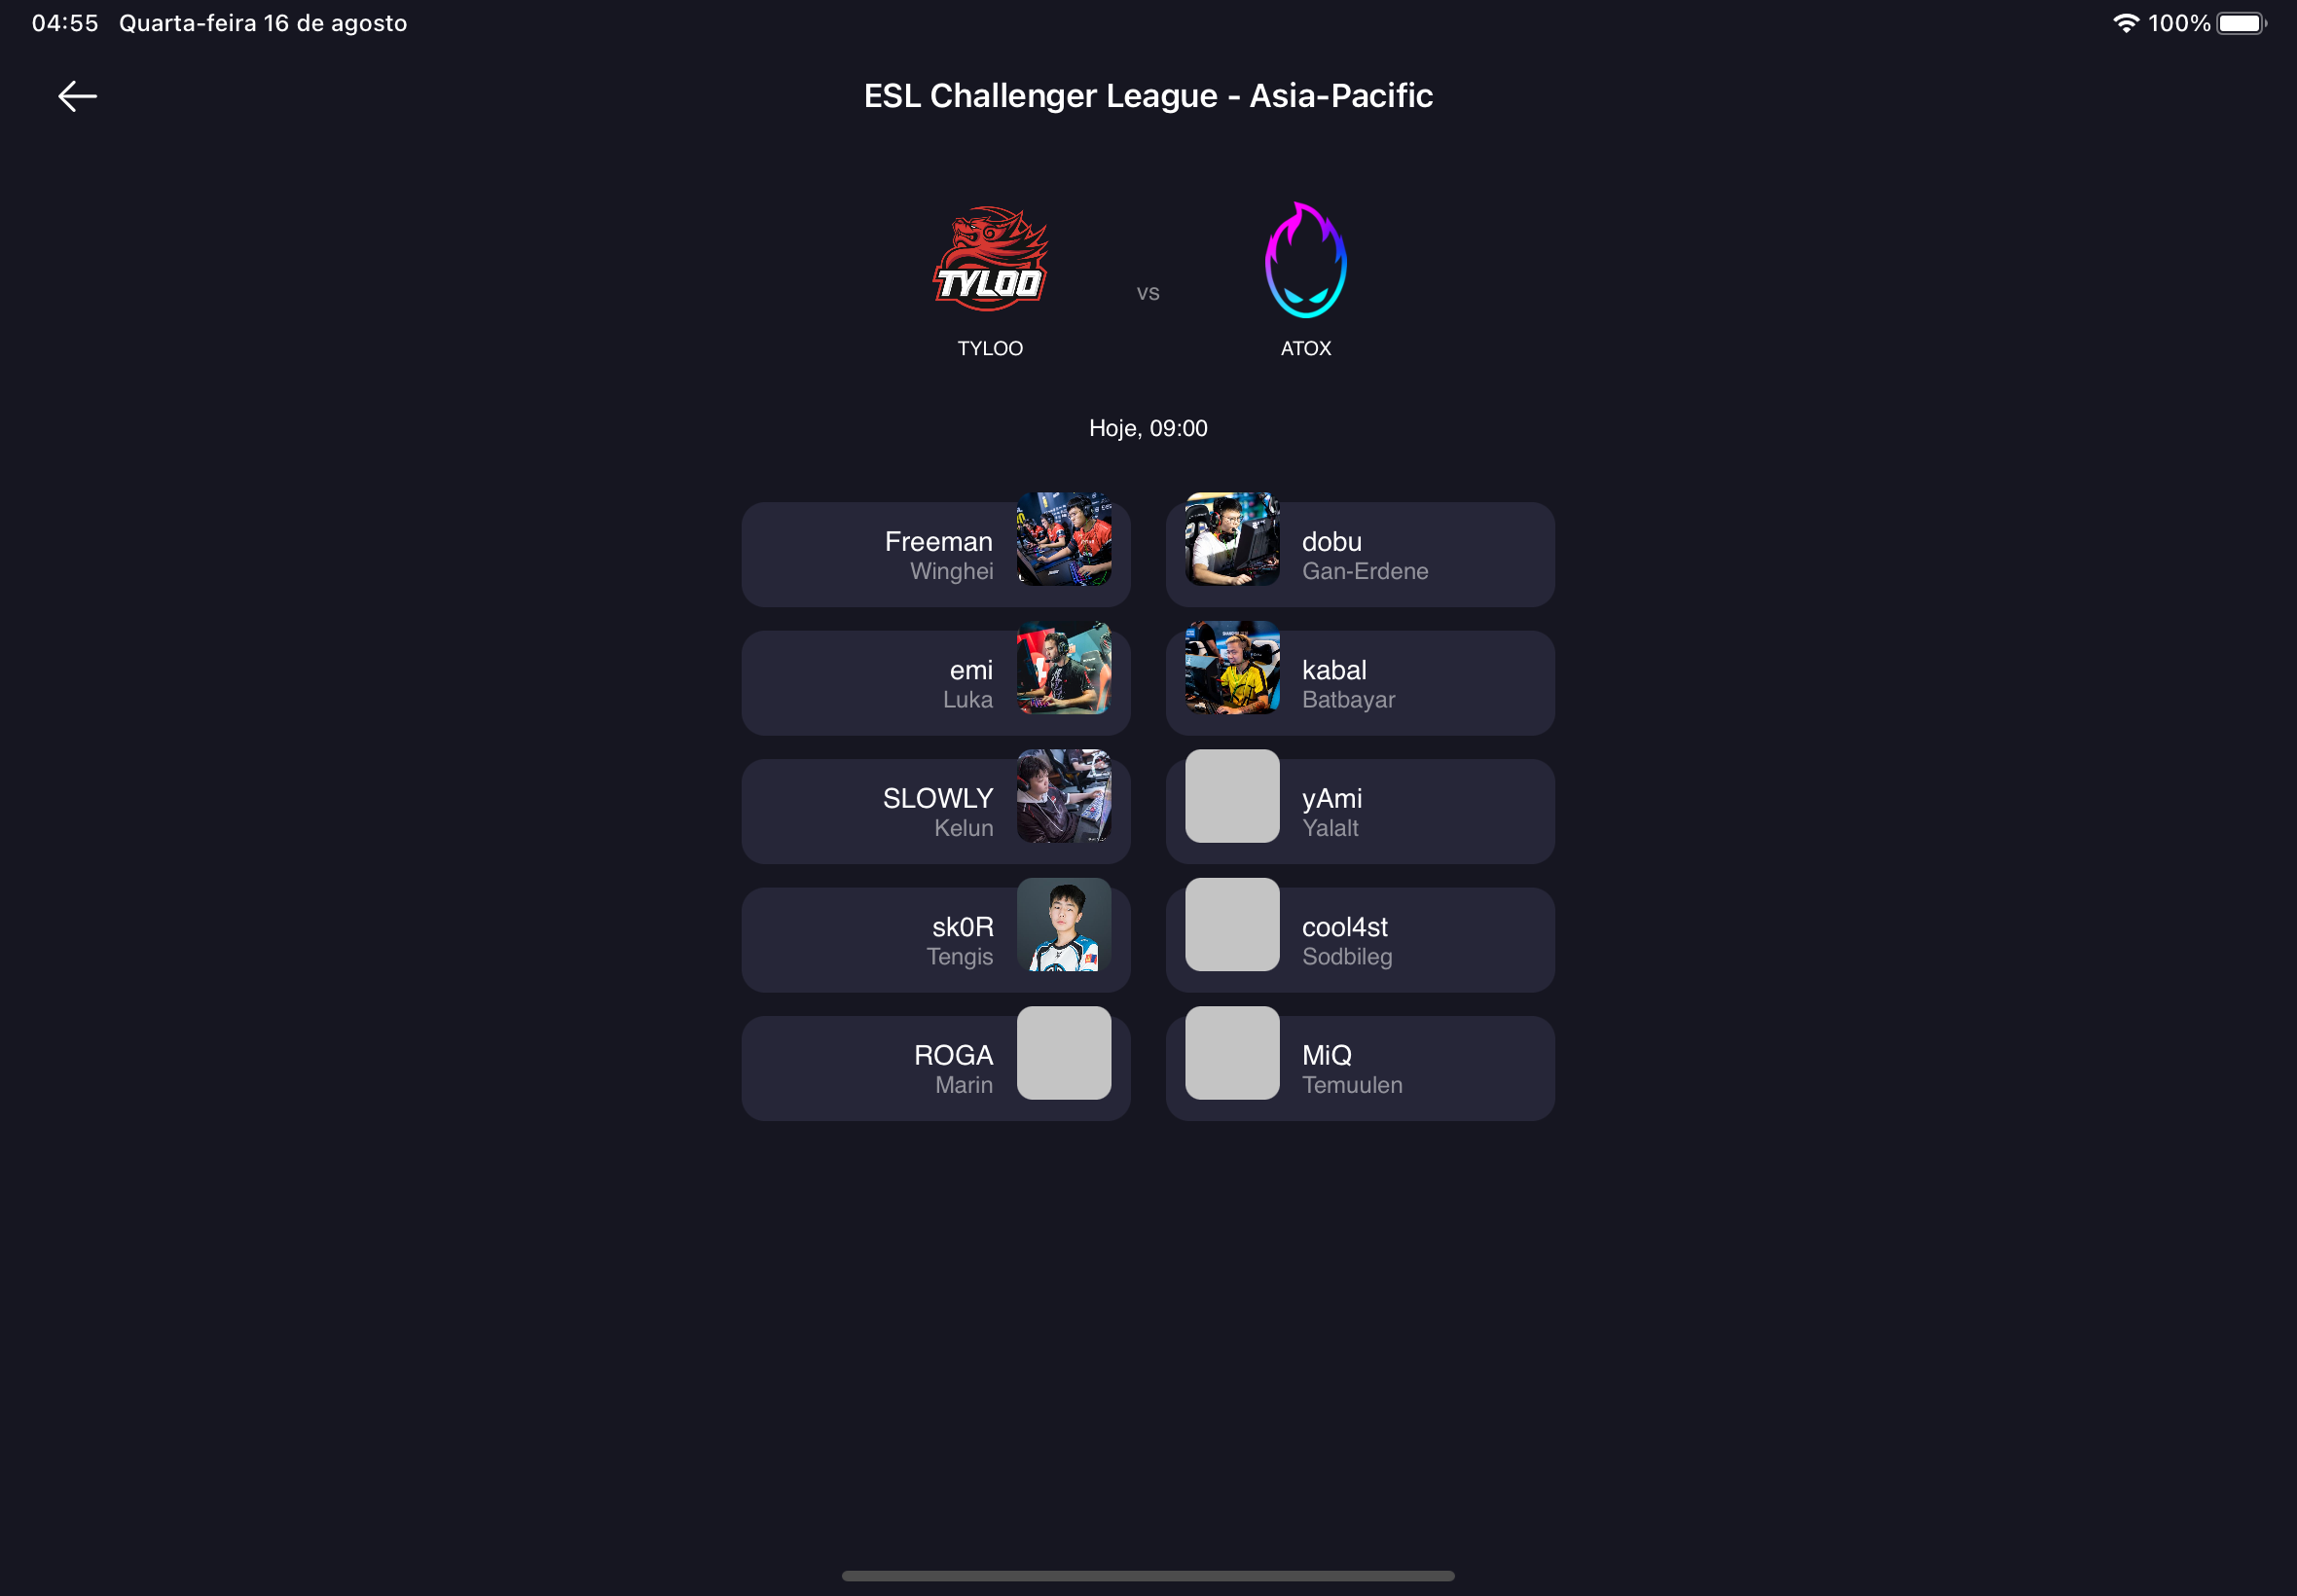 04:55 Quarta-feira 16 de agosto
100%
ESL Challenger League - Asia-Pacific
TYLOO
vs
TYLOO
ATOX
Hoje, 09:00
Freeman
Winghei
dobu
Gan-Erdene
emi
Luka
kabal
Batbayar
SLOWLY
Kelun
yAmi
Yalalt
sk0R
Tengis
cool4st
Sodbileg
ROGA
Marin
MiQ
Temuulen